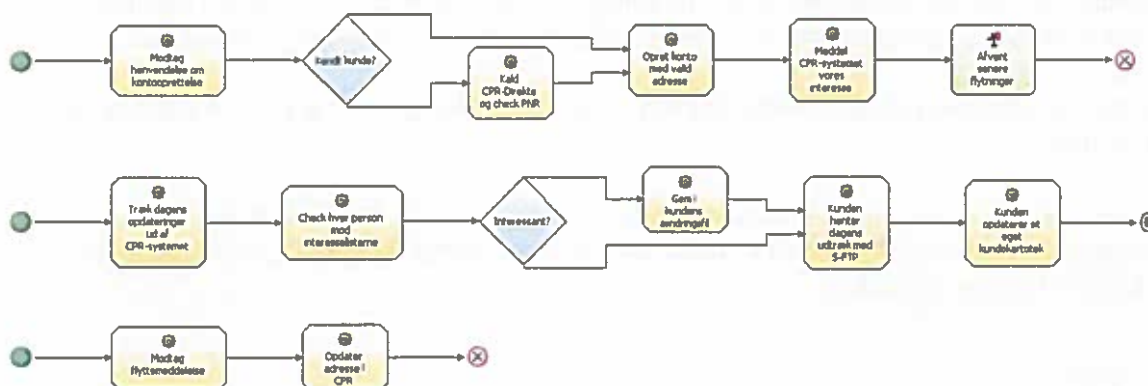 Modtag
henvendelse om
kontooprettelse
Kendt kunde?
Kald
CPR-Direkte
og check PNR
Opret konto
med valid
adresse
Meddel
CPR-systemet
vores
interesse
Afvent
senere
flytninger
Træk dagens
opdateringer
ud af
CPR-systemet
Check hver person
mod
interesselisterne
Interessant?
Gem i
kundens
ændringsfil
Kunden
henter
dagens
udtræk med
S-FTP
Kunden
opdaterer sit
eget
kundekartotek
Modtag
flyttemeddelelse
Opdater
adresse i
CPR